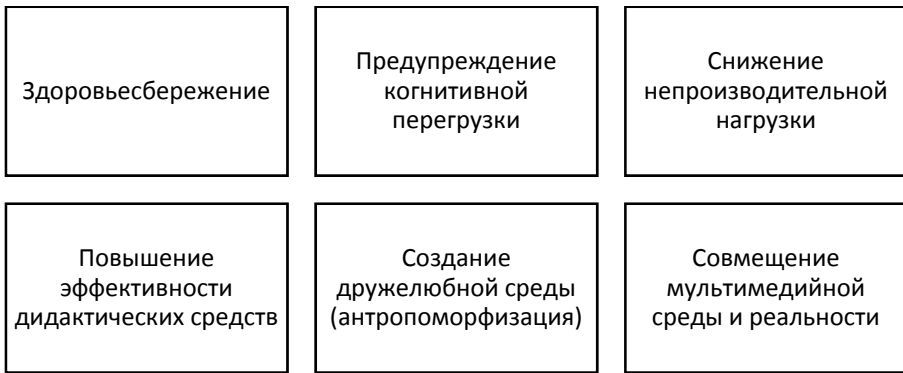 Здоровьесбережение
Предупреждение
когнитивной
перегрузки
Снижение
непроизводительной
нагрузки
Повышение
эффективности
дидактических средств
Создание
дружелюбной среды
(антропоморфизация)
Совмещение
мультимедийной
среды и реальности